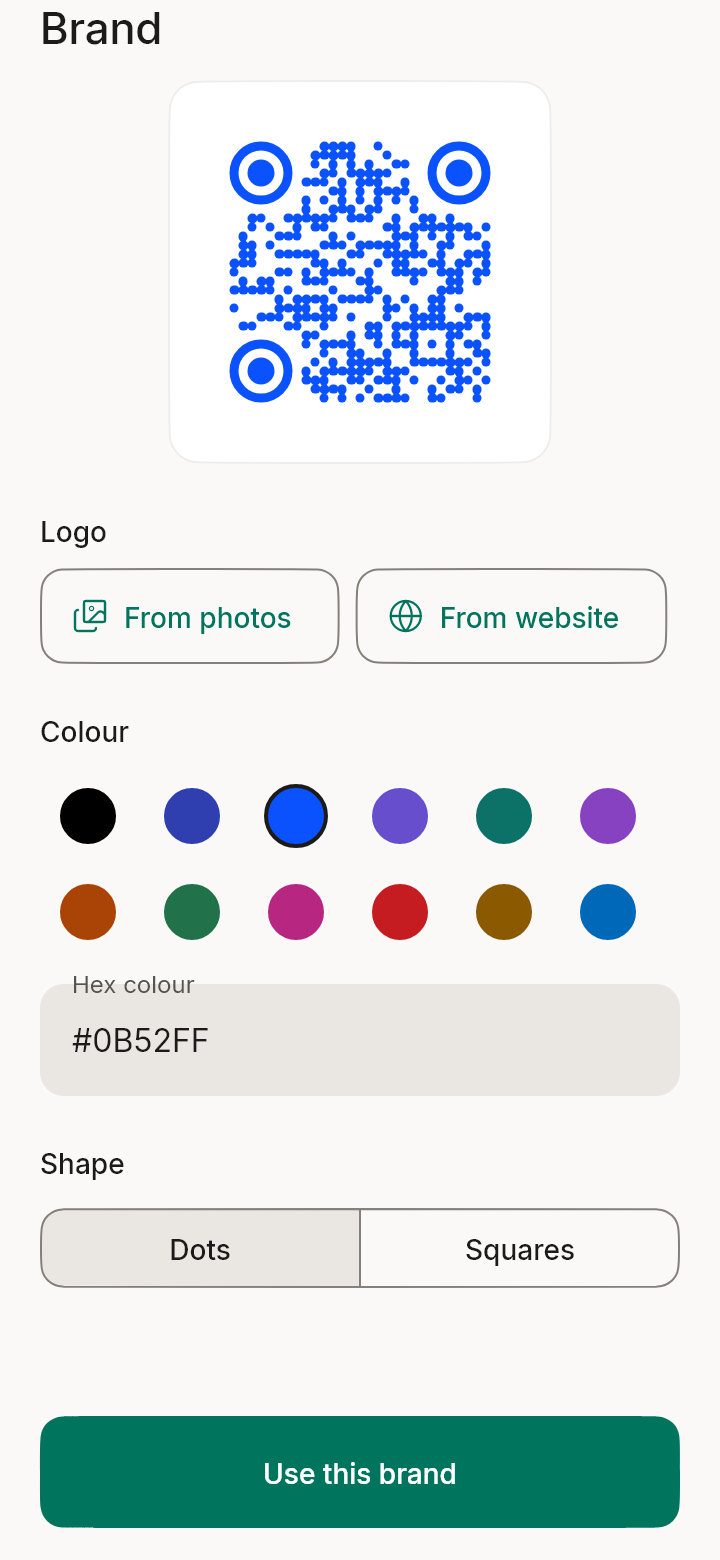 Brand
Logo
From photos
From website
Colour
Hex colour
#0B52FF
Shape
Dots
Squares
Use this brand